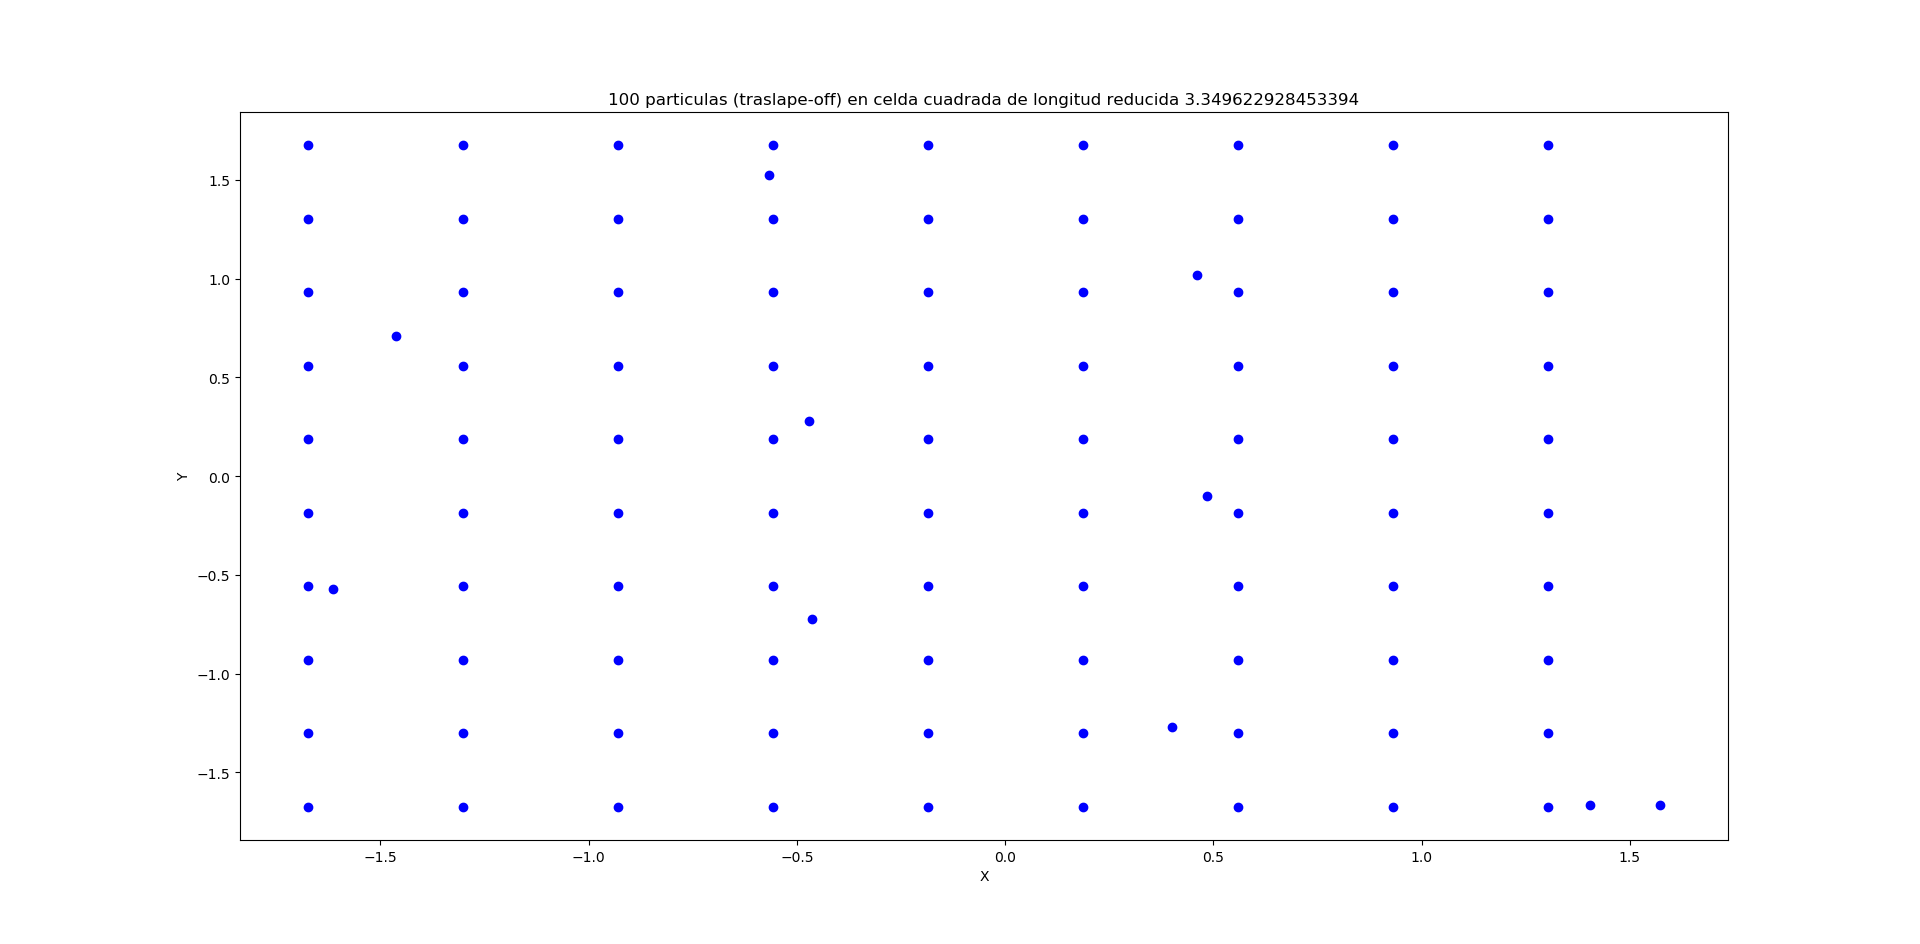 100 particulas (traslape-off) en celda cuadrada de longitud reducida 3.349622928453394
1.5
1.0
0.5
0.0
−0.5
−1.0
−1.5
Y
−1.5 −1.0 −0.5 0.0 0.5 1.0 1.5
X